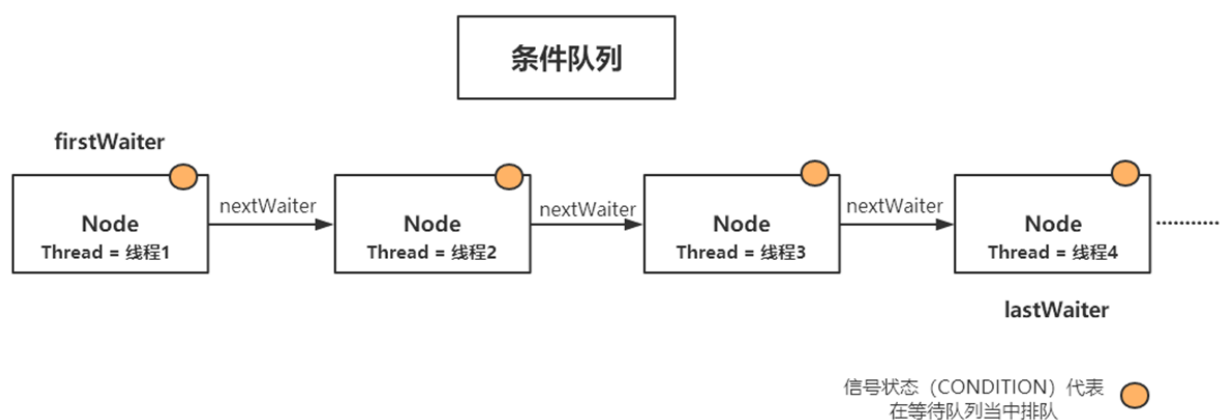 条件队列
firstWaiter
Node
Thread = 线程1
nextWaiter
Node
Thread = 线程2
nextWaiter
Node
Thread = 线程3
nextWaiter
Node
Thread = 线程4
lastWaiter
信号状态（CONDITION）代表
在等待队列当中排队